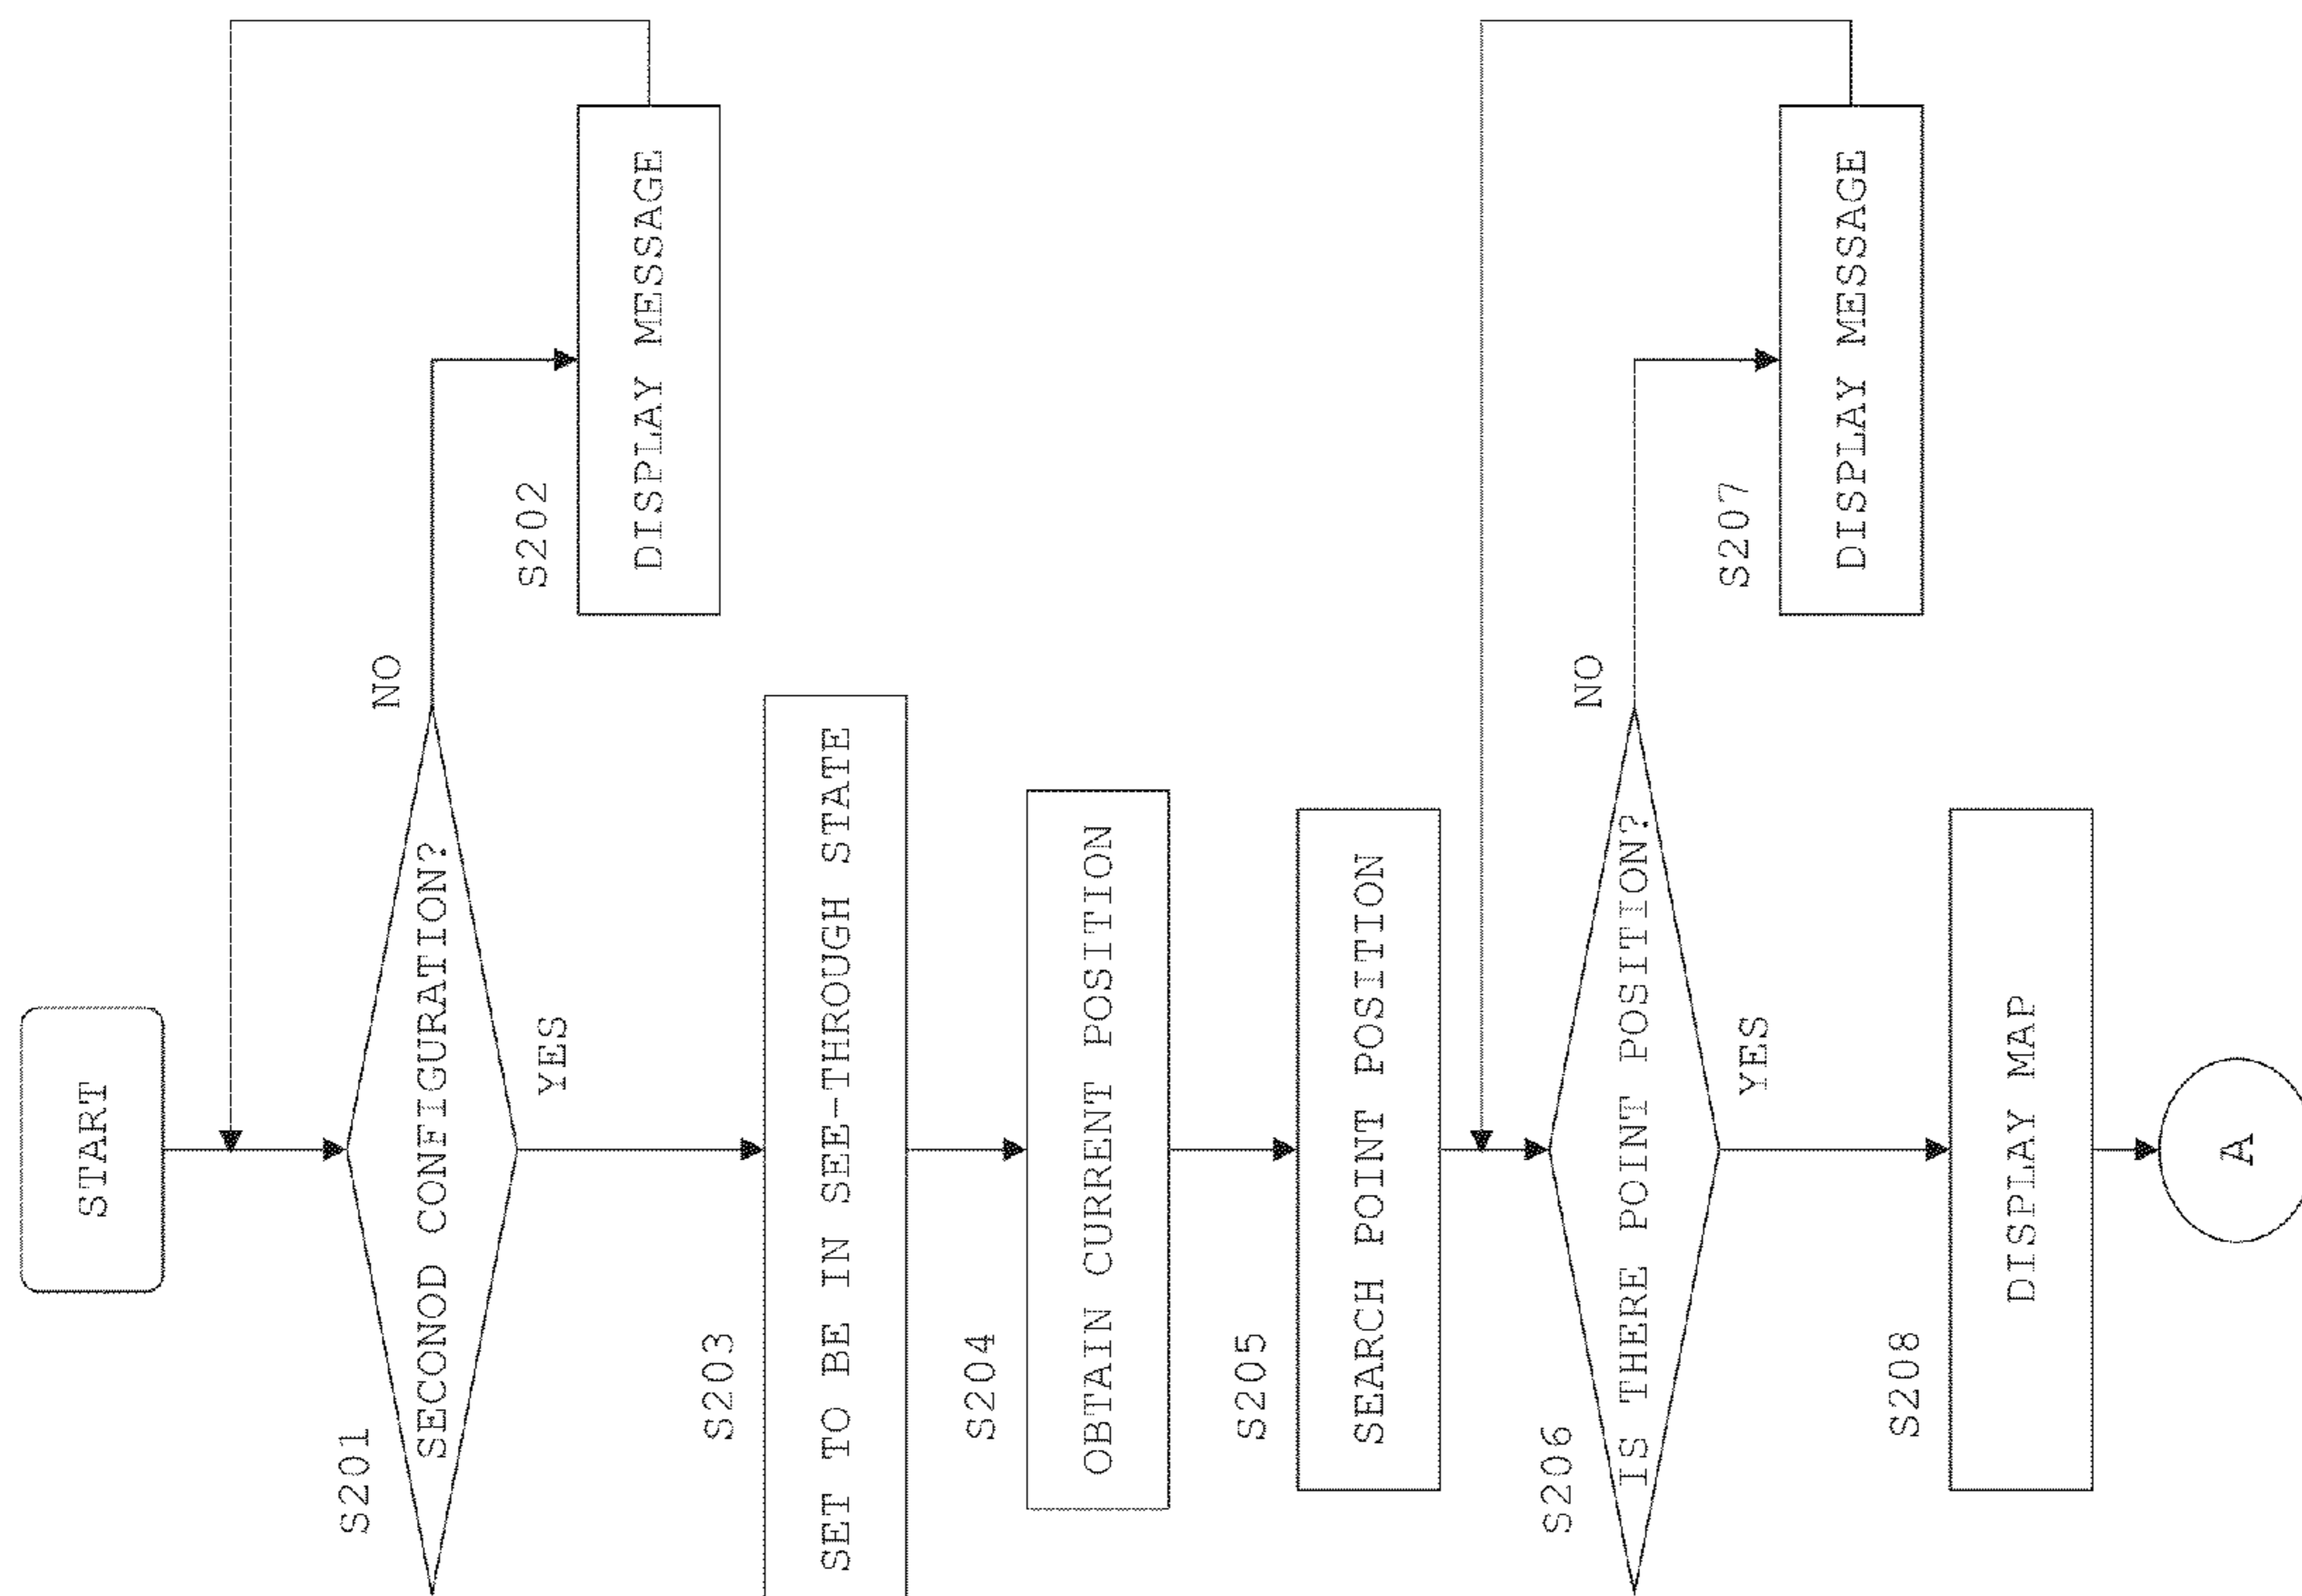 START
S201
SECONOD CONFIGURATION?
NO
YES
S202
DISPLAY MESSAGE
S203
SET TO BE IN SEE-THROUGH STATE
S204
OBTAIN CURRENT POSITION
S205
SEARCH POINT POSITION
S206
IS THERE POINT POSITION?
NO
YES
S207
DISPLAY MESSAGE
S208
DISPLAY MAP
A